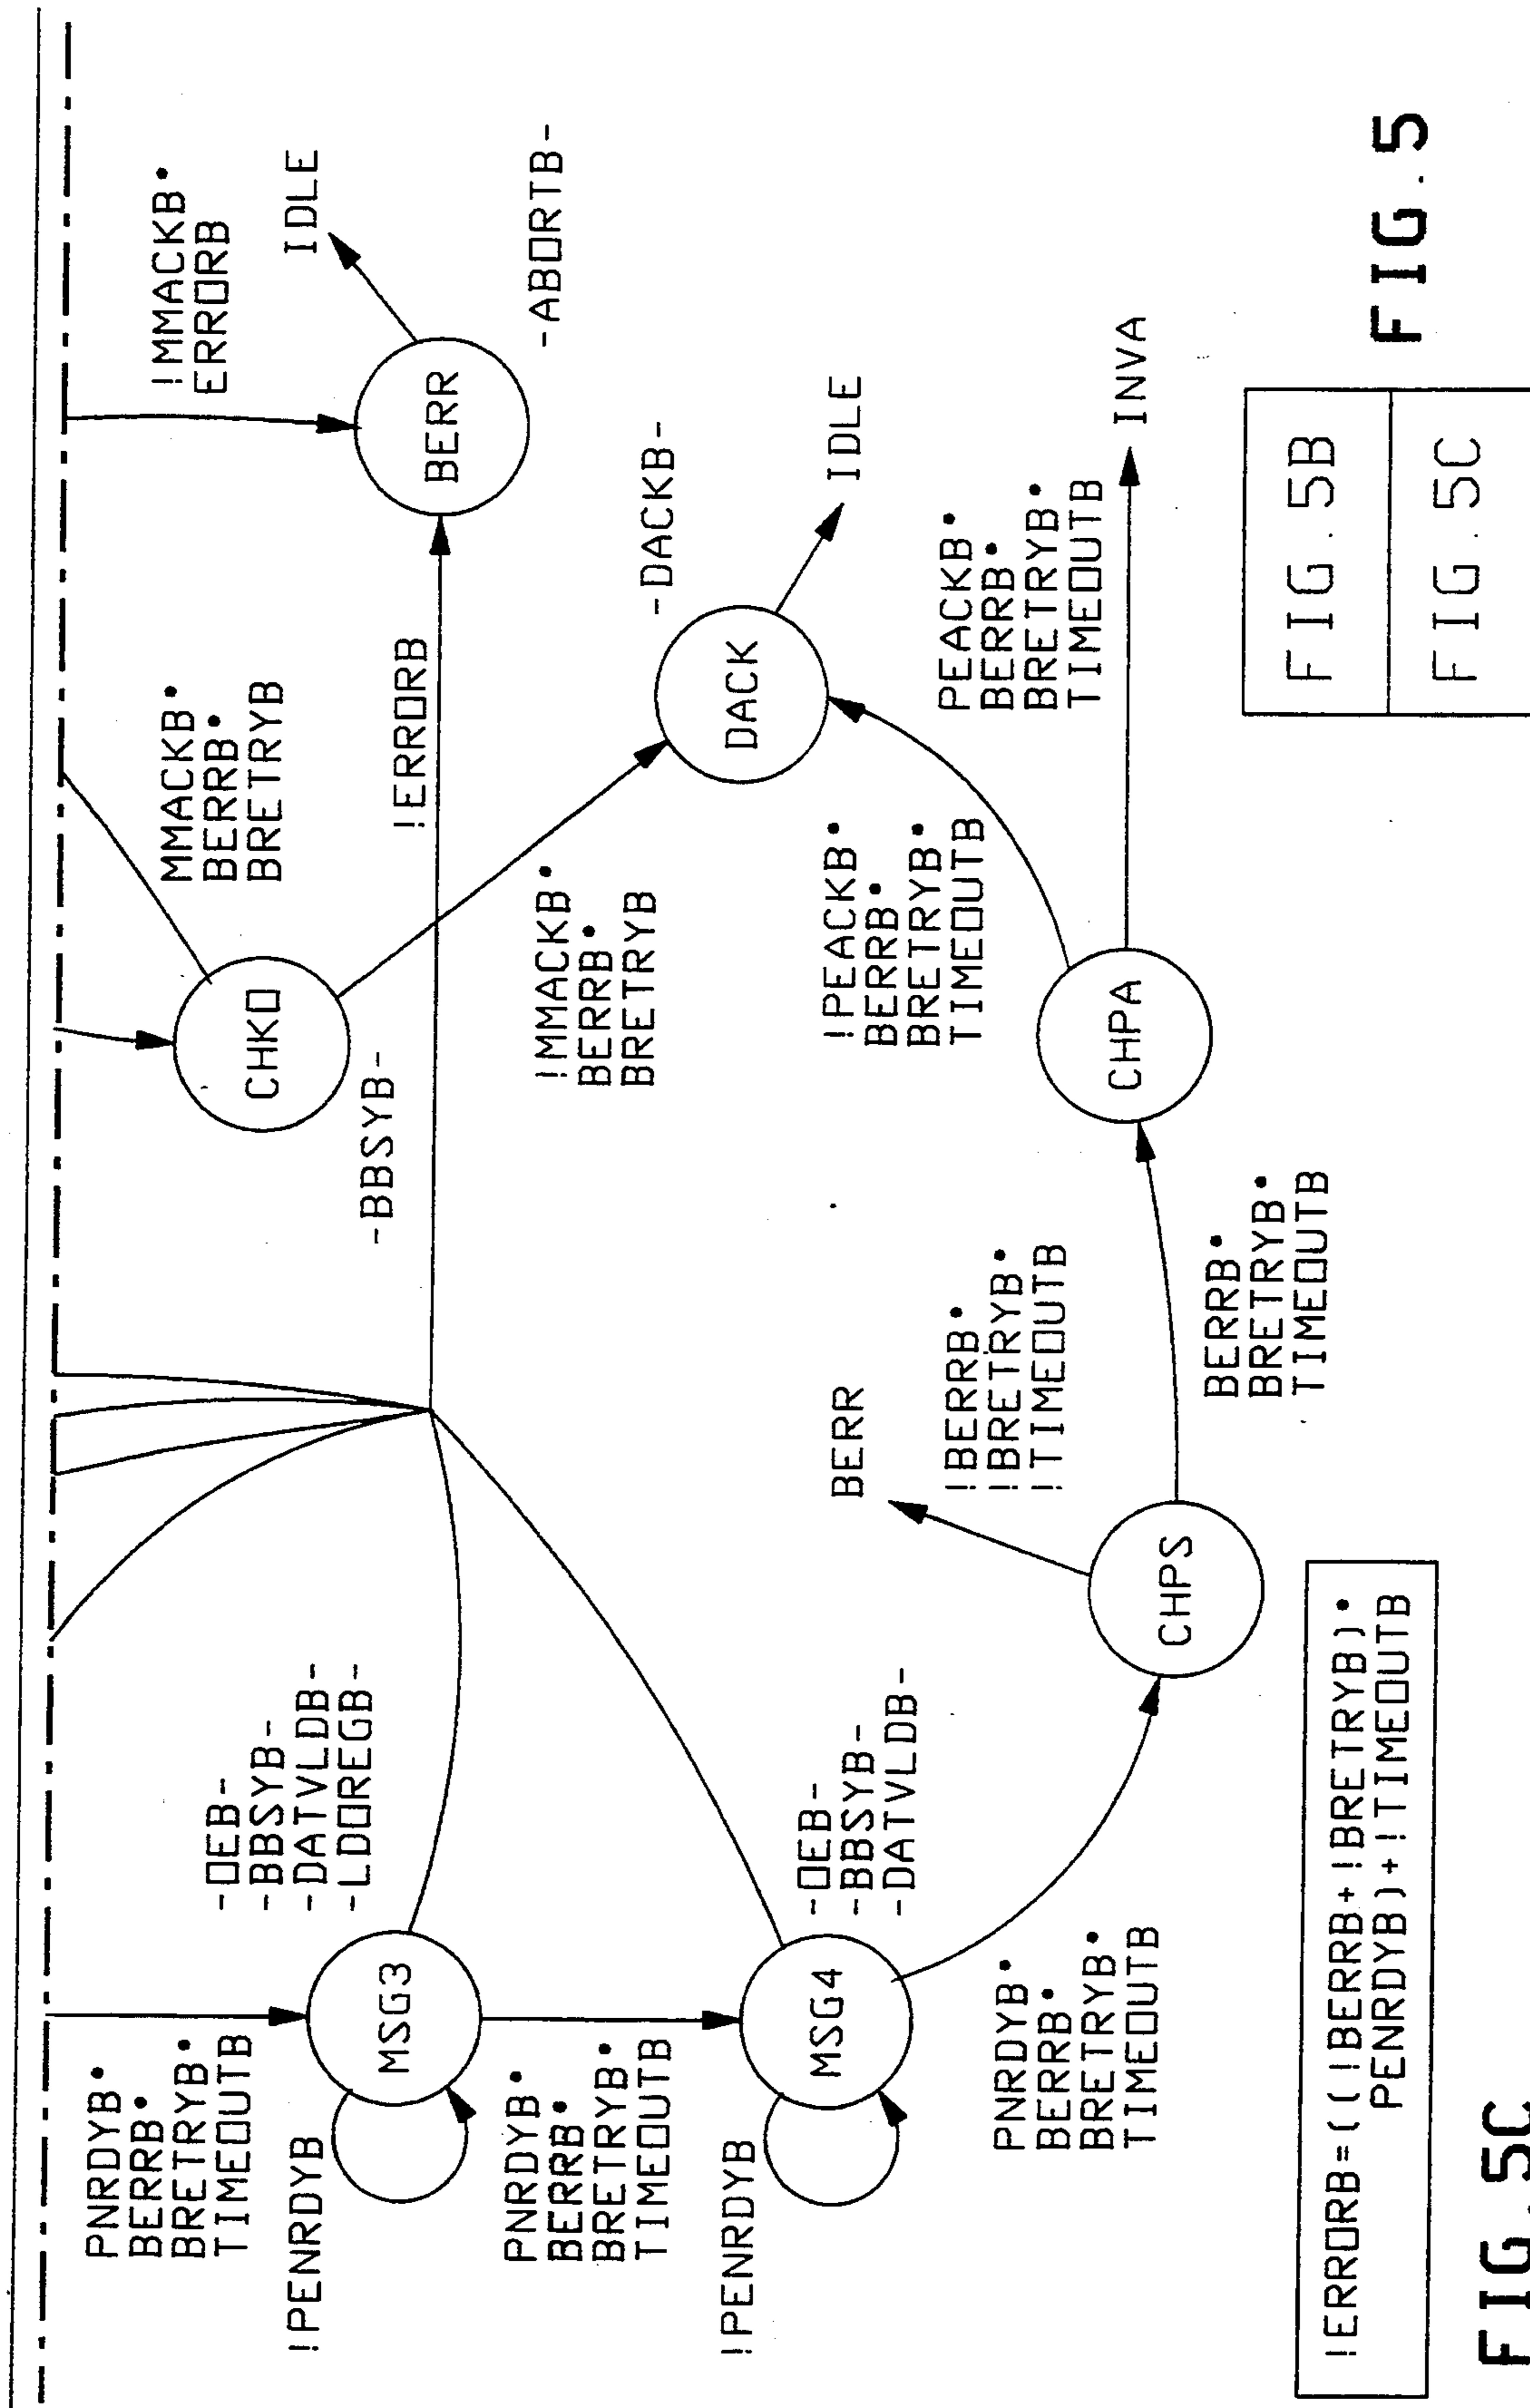 PNRDYB•
BERRB•
BRETRYB•
TIMEOUTB
!PENRDYB
MSG3
-OEB-
-BBSYB-
-DATVLDB-
-LDOREGB-
PNRDYB•
BERRB•
BRETRYB•
TIMEOUTB
!PENRDYB
MSG4
-OEB-
-BBSYB-
-DATVLDB-
PNRDYB•
BERRB•
BRETRYB•
TIMEOUTB
CHKO
-BBSYB-
MMACKB•
BERRB•
BRETRYB
!ERRORB
!MMACKB•
ERRORB
BERR
IDLE
-ABORTB-
!MMACKB•
BERRB•
BRETRYB
DACK
-DACKB-
IDLE
BERR
!BERRB•
!BRETRYB•
!TIMEOUTB
CHPS
BERRB•
BRETRYB•
TIMEOUTB
CHPA
!PEACKB•
BERRB•
BRETRYB•
TIMEOUTB
PEACKB•
BERRB•
BRETRYB•
TIMEOUTB
INVA
!ERRORB=((!BERRB+!BRETRYB)•
PENRDYB)+!TIMEOUTB
FIG. 5B
FIG. 5C
FIG. 5
FIG. 5C